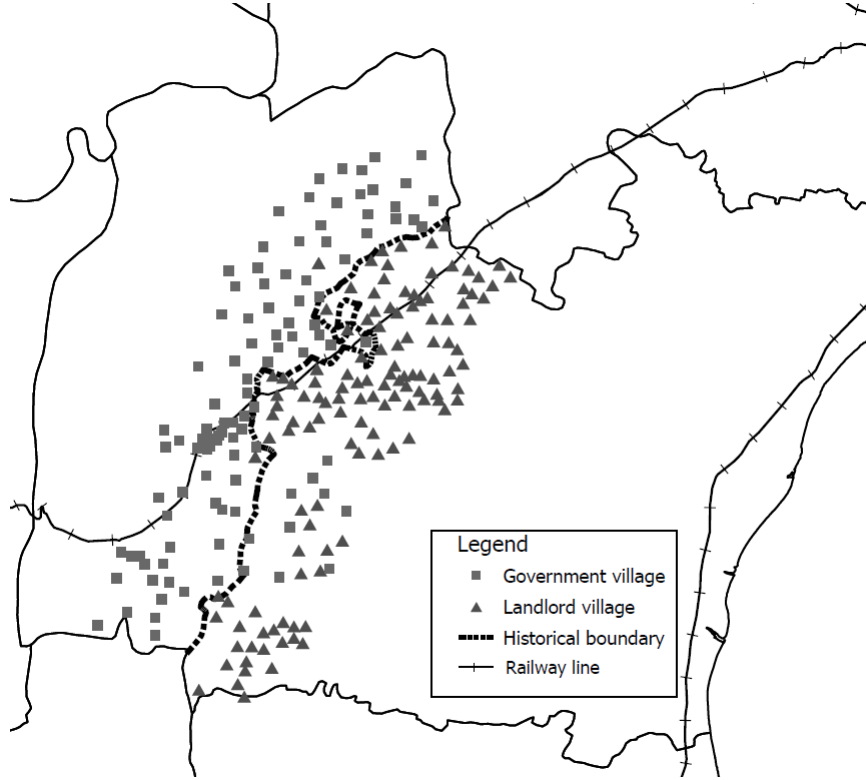 Legend
Government village
Landlord village
Historical boundary
Railway line